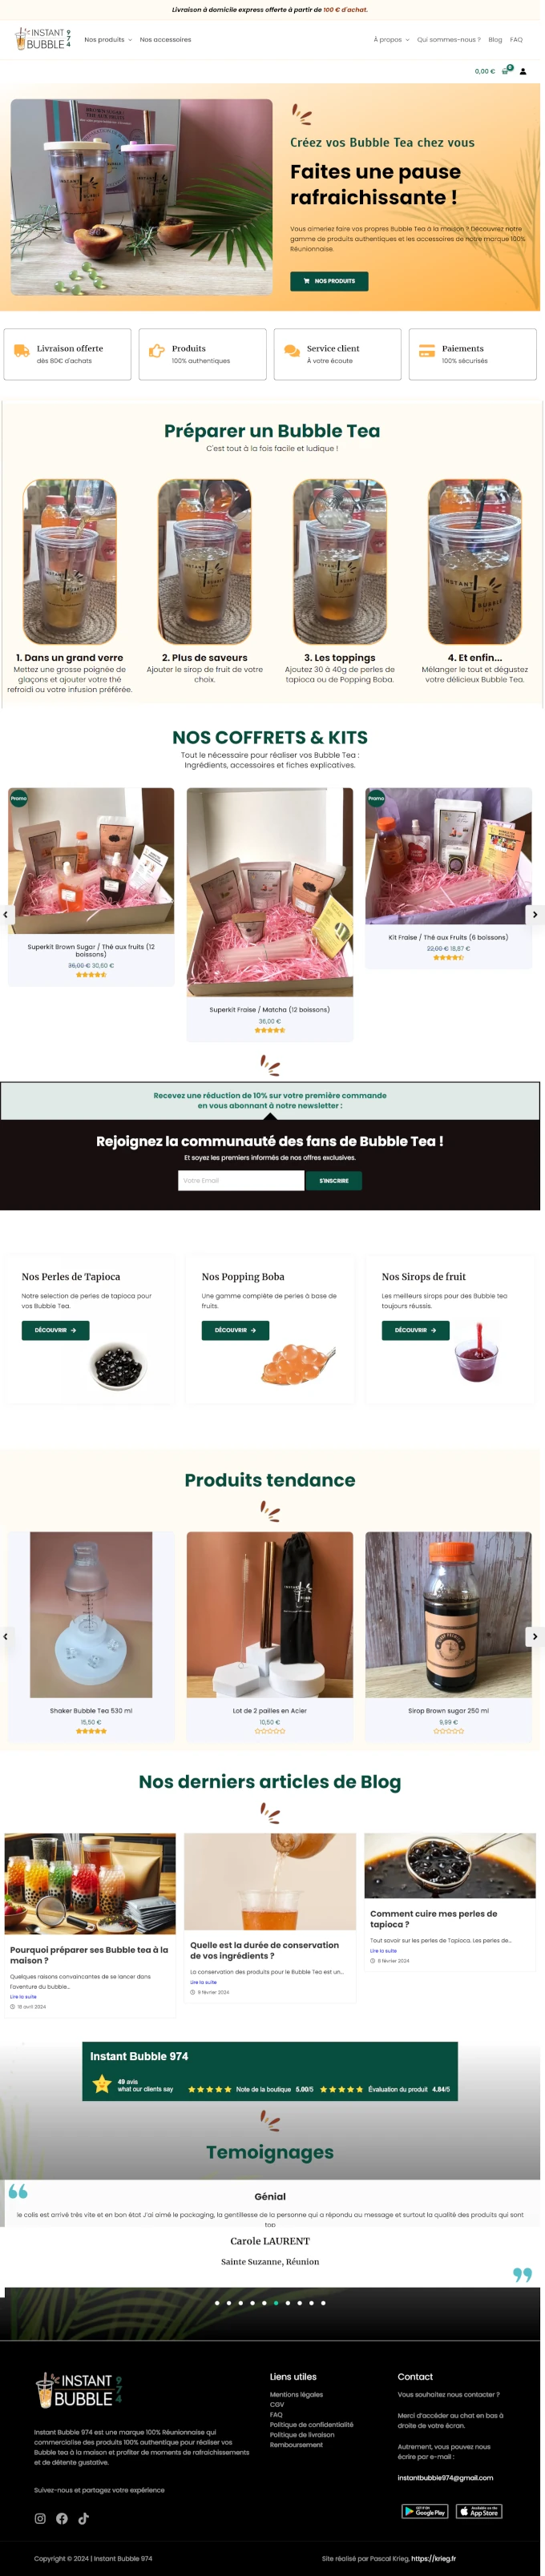 Livraison à domicile express offerte à partir de 100 € d'achat.
INSTANT BUBBLE 974
Nos produits
Nos accessoires
À propos
Qui sommes-nous ?
Blog
FAQ
0,00 €
0
Créez vos Bubble Tea chez vous
Faites une pause
rafraichissante !
Vous aimeriez faire vos propres Bubble Tea à la maison ? Découvrez notre
gamme de produits authentiques et les accessoires de notre marque 100%
Réunionnaise.
NOS PRODUITS
Livraison offerte
dès 80€ d'achats
Produits
100% authentiques
Service client
À votre écoute
Paiements
100% sécurisés
Préparer un Bubble Tea
C'est tout à la fois facile et ludique !
1. Dans un grand verre
Mettez une grosse poignée de
glaçons et ajouter votre thé
refroidi ou votre infusion préférée.
2. Plus de saveurs
Ajouter le sirop de fruit de votre
choix.
3. Les toppings
Ajoutez 30 à 40g de perles de
tapioca ou de Popping Boba.
4. Et enfin...
Mélanger le tout et dégustez
votre délicieux Bubble Tea.
NOS COFFRETS & KITS
Tout le nécessaire pour réaliser vos Bubble Tea :
Ingrédients, accessoires et fiches explicatives.
Promo
Superkit Brown Sugar / Thé aux fruits (12
boissons)
36,00 € 30,60 €
Superkit Fraise / Matcha (12 boissons)
36,00 €
Promo
Kit Fraise / Thé aux Fruits (6 boissons)
22,00 € 18,87 €
Recevez une réduction de 10% sur votre première commande
en vous abonnant à notre newsletter :
Rejoignez la communauté des fans de Bubble Tea !
Et soyez les premiers informés de nos offres exclusives.
Votre Email
S'INSCRIRE
Nos Perles de Tapioca
Notre selection de perles de tapioca pour
vos Bubble Tea.
DÉCOUVRIR
Nos Popping Boba
Une gamme complète de perles à base de
fruits.
DÉCOUVRIR
Nos Sirops de fruit
Les meilleurs sirops pour des Bubble tea
toujours réussis.
DÉCOUVRIR
Produits tendance
Shaker Bubble Tea 530 ml
15,50 €
Lot de 2 pailles en Acier
10,50 €
Sirop Brown sugar 250 ml
9,99 €
Nos derniers articles de Blog
Pourquoi préparer ses Bubble tea à la
maison ?
Quelques raisons convaincantes de se lancer dans
l'aventure du bubble...
Lire la suite
16 avril 2024
Quelle est la durée de conservation
de vos ingrédients ?
La conservation des produits pour le Bubble Tea est un...
Lire la suite
9 février 2024
Comment cuire mes perles de
tapioca ?
Tout savoir sur les perles de Tapioca. Les perles de...
Lire la suite
8 février 2024
Instant Bubble 974
49 avis
what our clients say
Note de la boutique 5.00/5
Évaluation du produit 4.84/5
Temoignages
Génial
le colis est arrivé très vite et en bon état J'ai aimé le packaging, la gentillesse de la personne qui a répondu au message et surtout la qualité des produits qui sont
top
Carole LAURENT
Sainte Suzanne, Réunion
INSTANT BUBBLE 974
Instant Bubble 974 est une marque 100% Réunionnaise qui
commercialise des produits 100% authentique pour réaliser vos
Bubble tea à la maison et profiter de moments de rafraichissements
et de détente gustative.
Suivez-nous et partagez votre expérience
Liens utiles
Mentions légales
CGV
FAQ
Politique de confidentialité
Politique de livraison
Remboursement
Contact
Vous souhaitez nous contacter ?
Merci d'accéder au chat en bas à
droite de votre écran.
Autrement, vous pouvez nous
écrire par e-mail :
instantbubble974@gmail.com
GET IT ON Google Play
Available on the App Store
Copyright © 2024 | Instant Bubble 974
Site réalisé par Pascal Krieg, https://krieg.fr